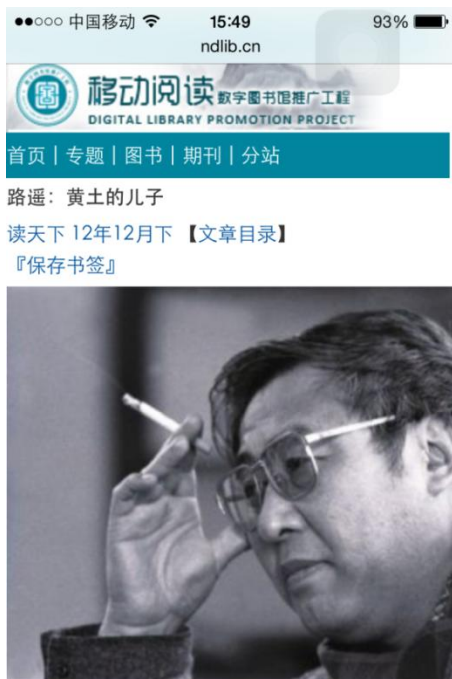 中国移动 15:49 93%
ndlib.cn
移动阅读 数字图书馆推广工程
DIGITAL LIBRARY PROMOTION PROJECT
首页 | 专题 | 图书 | 期刊 | 分站
路遥：黄土的儿子
读天下 12年12月下 【文章目录】
『保存书签』